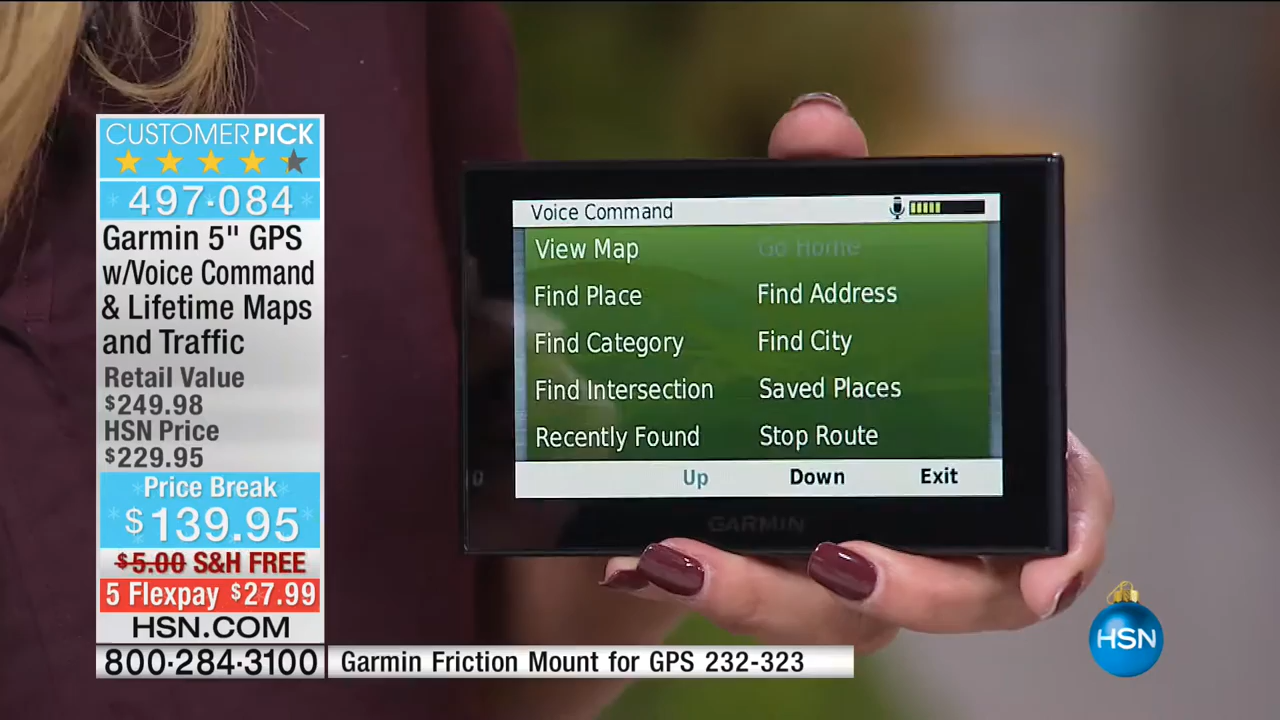 CUSTOMER PICK
497·084
Garmin 5" GPS
w/Voice Command
& Lifetime Maps
and Traffic
Retail Value
$249.98
HSN Price
$229.95
Price Break
$139.95
$5.00 S&H FREE
5 Flexpay $27.99
HSN.COM
800·284·3100
Garmin Friction Mount for GPS 232-323
Voice Command
View Map Go Home
Find Place Find Address
Find Category Find City
Find Intersection Saved Places
Recently Found Stop Route
Up Down Exit
GARMIN
HSN